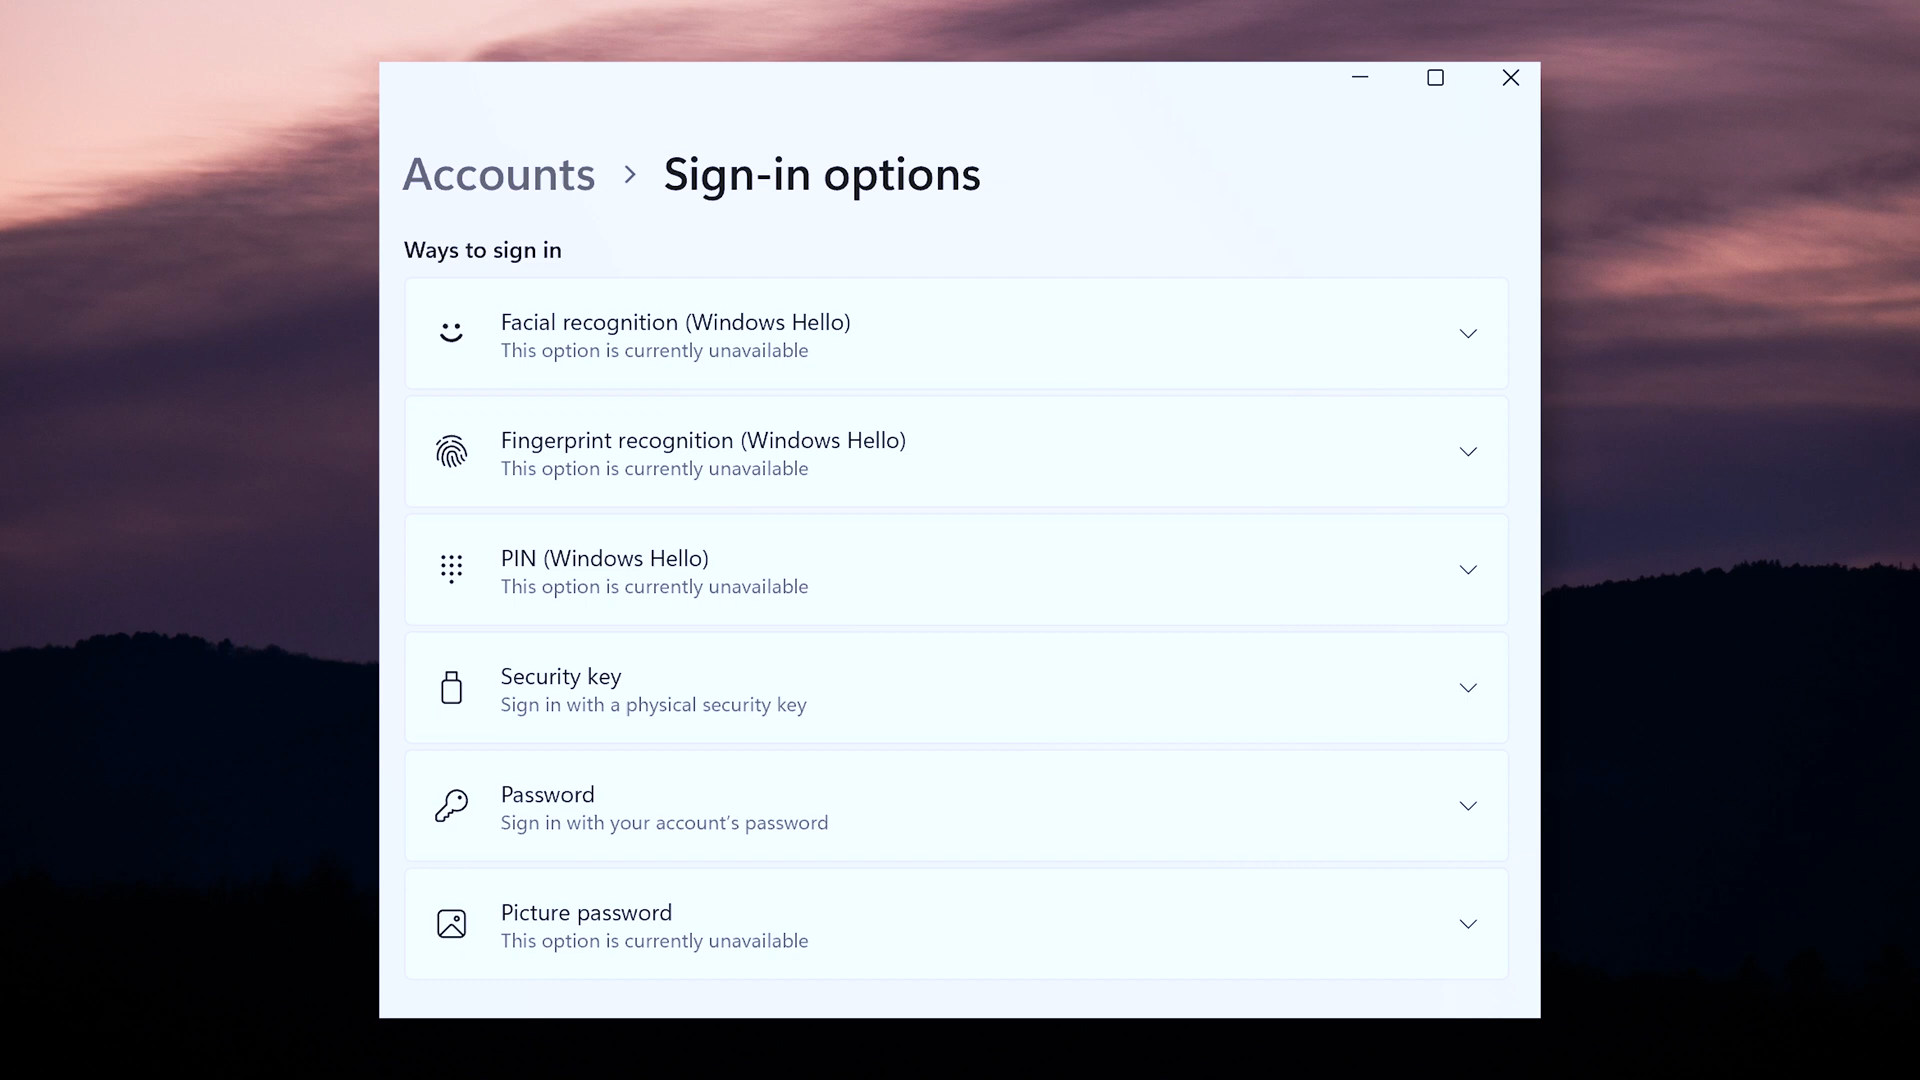 Accounts > Sign-in options
Ways to sign in
Facial recognition (Windows Hello)
This option is currently unavailable
Fingerprint recognition (Windows Hello)
This option is currently unavailable
PIN (Windows Hello)
This option is currently unavailable
Security key
Sign in with a physical security key
Password
Sign in with your account’s password
Picture password
This option is currently unavailable